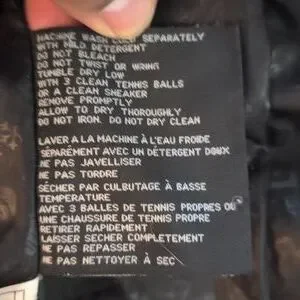 MACHINE WASH COLD SEPARATELY
WITH MILD DETERGENT
DO NOT BLEACH
DO NOT TWIST OR WRING
TUMBLE DRY LOW
WITH 3 CLEAN TENNIS BALLS
OR A CLEAN SNEAKER
REMOVE PROMPTLY
ALLOW TO DRY THOROUGHLY
DO NOT IRON. DO NOT DRY CLEAN
LAVER A LA MACHINE À L'EAU FROIDE
SÉPARÉMENT AVEC UN DÉTERGENT DOUX
NE PAS JAVELLISER
NE PAS TORDRE
SÉCHER PAR CULBUTAGE À BASSE
TEMPÉRATURE
AVEC 3 BALLES DE TENNIS PROPRES OU
UNE CHAUSSURE DE TENNIS PROPRE
RETIRER RAPIDEMENT
LAISSER SECHER COMPLETEMENT
NE PAS REPASSER
NE PAS NETTOYER À SEC